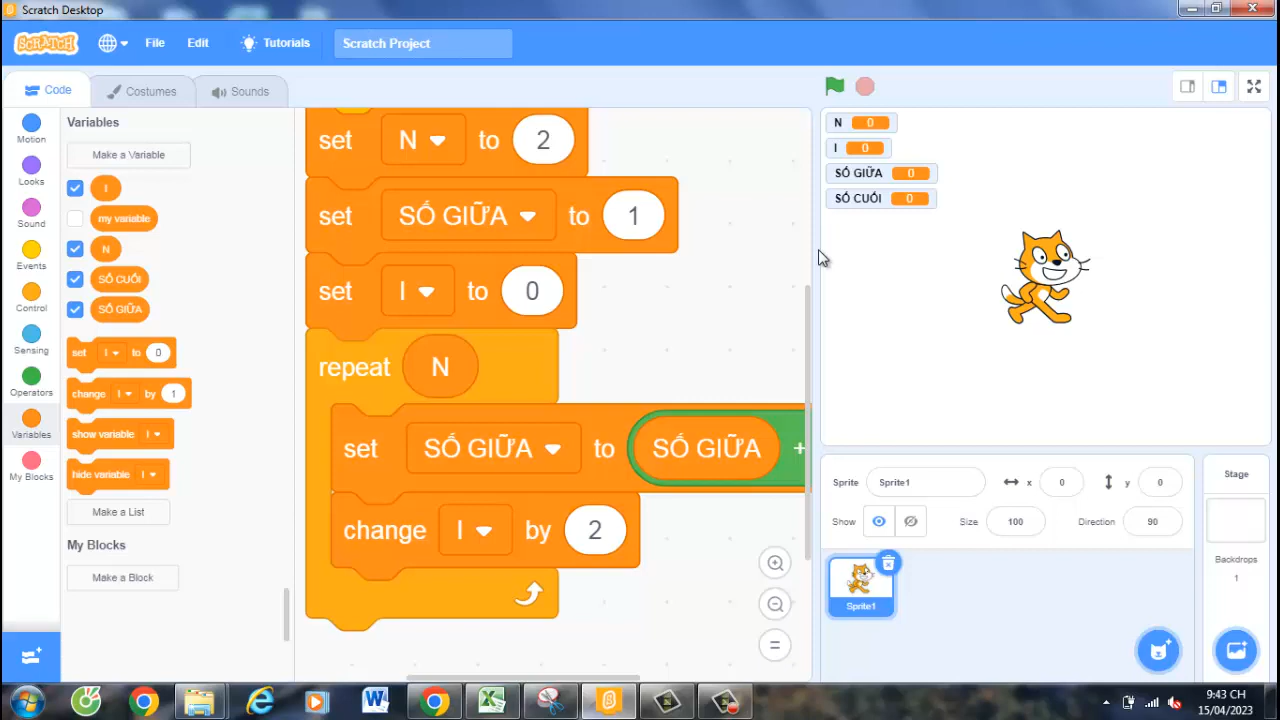 Scratch Desktop
SCRATCH
File
Edit
Tutorials
Scratch Project
Code
Costumes
Sounds
Motion
Looks
Sound
Events
Control
Sensing
Operators
Variables
My Blocks
Variables
Make a Variable
I
my variable
N
SỐ CUỐI
SỐ GIỮA
set I to 0
change I by 1
show variable I
hide variable I
Make a List
My Blocks
Make a Block
set N to 2
set SỐ GIỮA to 1
set I to 0
repeat N
set SỐ GIỮA to SỐ GIỮA +
change I by 2
N 0
I 0
SỐ GIỮA 0
SỐ CUỐI 0
Sprite Sprite1 x 0 y 0
Show Size 100 Direction 90
Sprite1
Stage
Backdrops
1
9:43 CH
15/04/2023